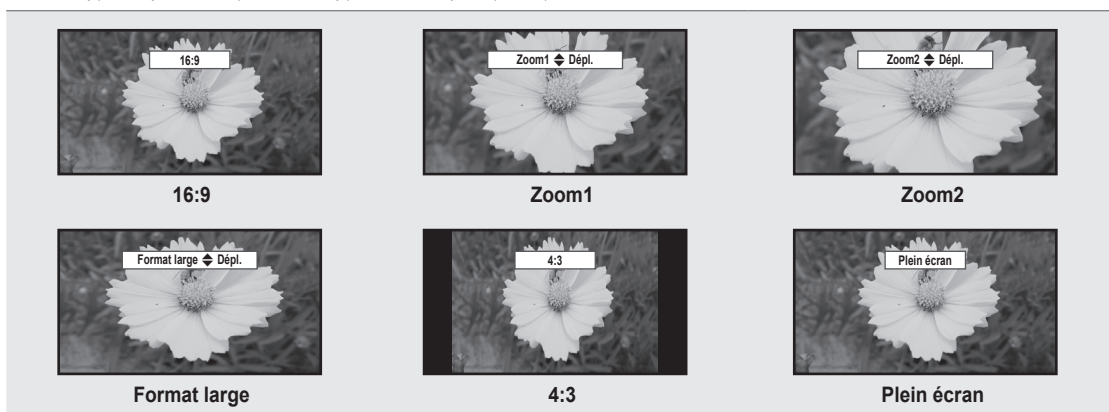 16:9
Zoom1 Dépl.
Zoom2 Dépl.
16:9
Zoom1
Zoom2
Format large Dépl.
4:3
Plein écran
Format large
4:3
Plein écran